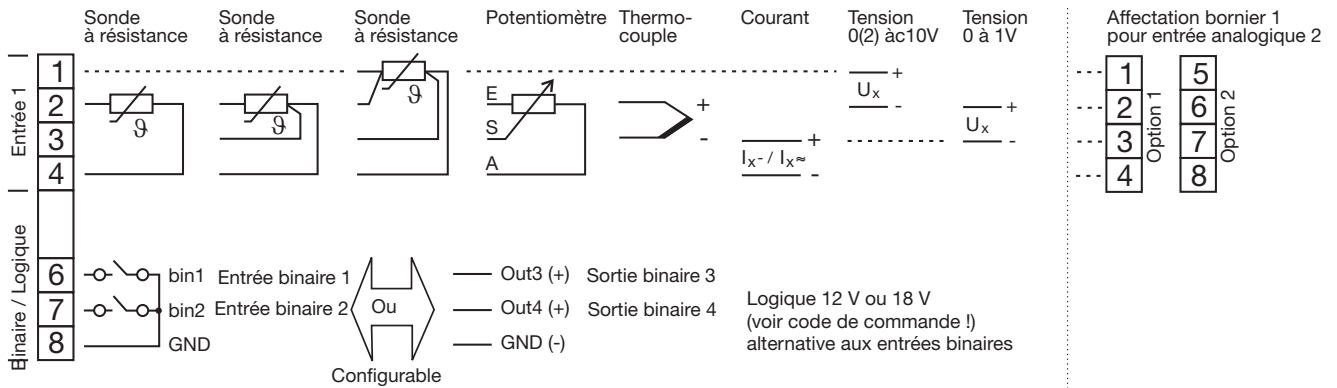 Sonde
à résistance
Sonde
à résistance
Sonde
à résistance
Potentiomètre
Thermo-
couple
Courant
Tension
0(2) àc10V
Tension
0 à 1V
Affectation bornier 1
pour entrée analogique 2
Entrée 1
1
2
3
4
ϑ
ϑ
ϑ
E
S
A
+
-
+
Ix- / Ix≂
-
+
Ux
-
+
Ux
-
1
2
3
4
Option 1
5
6
7
8
Option 2
Binaire / Logique
6
7
8
bin1 Entrée binaire 1
bin2 Entrée binaire 2
GND
Ou
Configurable
Out3 (+) Sortie binaire 3
Out4 (+) Sortie binaire 4
GND (-)
Logique 12 V ou 18 V
(voir code de commande !)
alternative aux entrées binaires